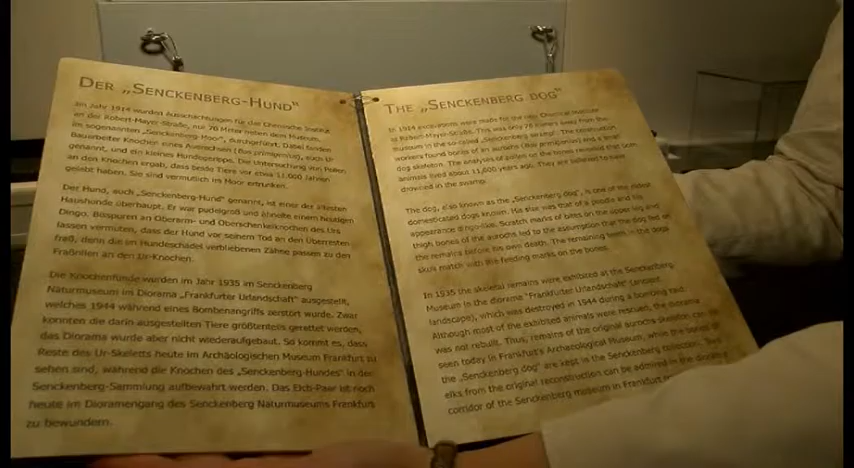 DER „SENCKENBERG-HUND“
Im Jahr 1914 wurden Ausschachtungen für das Chemische Institut
an der Robert-Mayer-Straße, nur 70 Meter neben dem Museum,
im sogenannten „Senckenberg-Moor“, durchgeführt. Dabei fanden
Bauarbeiter Knochen eines Auerochsen (Bos primigenius), auch Ur
genannt, und ein kleines Hundegerippe. Die Untersuchung von Pollen
an den Knochen ergab, dass beide Tiere vor etwa 11.000 Jahren
gelebt haben. Sie sind vermutlich im Moor ertrunken.
Der Hund, auch „Senckenberg-Hund“ genannt, ist einer der ältesten
Haushunde überhaupt. Er war pudelgroß und ähnelte einem heutigen
Dingo. Bissspuren an Oberarm- und Oberschenkelknochen des Urs
lassen vermuten, dass der Hund vor seinem Tod an den Überresten
fraß, denn die im Hundeschädel verbliebenen Zähne passen zu den
Fraßrillen an den Ur-Knochen.
Die Knochenfunde wurden im Jahr 1935 im Senckenberg
Naturmuseum im Diorama „Frankfurter Urlandschaft“ ausgestellt,
welches 1944 während eines Bombenangriffs zerstört wurde. Zwar
konnten die darin ausgestellten Tiere größtenteils gerettet werden,
das Diorama wurde aber nicht wiederaufgebaut. So kommt es, dass
Reste des Ur-Skeletts heute im Archäologischen Museum Frankfurt zu
sehen sind, während die Knochen des „Senckenberg-Hundes“ in der
Senckenberg-Sammlung aufbewahrt werden. Das Elch-Paar ist noch
heute im Dioramengang des Senckenberg Naturmuseums Frankfurt
zu bewundern.
THE „SENCKENBERG DOG“
In 1914 excavations were made for the new Chemical Institute
at Robert-Mayer-Straße. This was only 70 meters away from the
museum in the so-called „Senckenberg swamp“. The construction
workers found bones of an aurochs (Bos primigenius) and a small
dog skeleton. The analyses of pollen on the bones revealed that both
animals lived about 11,000 years ago. They are believed to have
drowned in the swamp.
The dog, also known as the „Senckenberg dog“, is one of the oldest
domesticated dogs known. His size was that of a poodle and his
appearance dingo-like. Scratch marks of bites on the upper leg and
thigh bones of the aurochs led to the assumption that the dog fed on
the remains before his own death. The remaining teeth in the dog's
skull match with the feeding marks on the bones.
In 1935 the skeletal remains were exhibited at the Senckenberg
Museum in the diorama "Frankfurter Urlandschaft
landscape), which was destroyed in 1944 during a bombing raid.
Although most of the exhibited animals were rescued, the diorama
was not rebuilt. Thus, remains of the original aurochs skeleton can be
seen today in Frankfurt's Archaeological Museum, while the bones of
the „Senckenberg dog“ are kept in the Senckenberg collection. The
elks from the original reconstruction can be admired in the diorama
corridor of the Senckenberg museum in Frankfurt